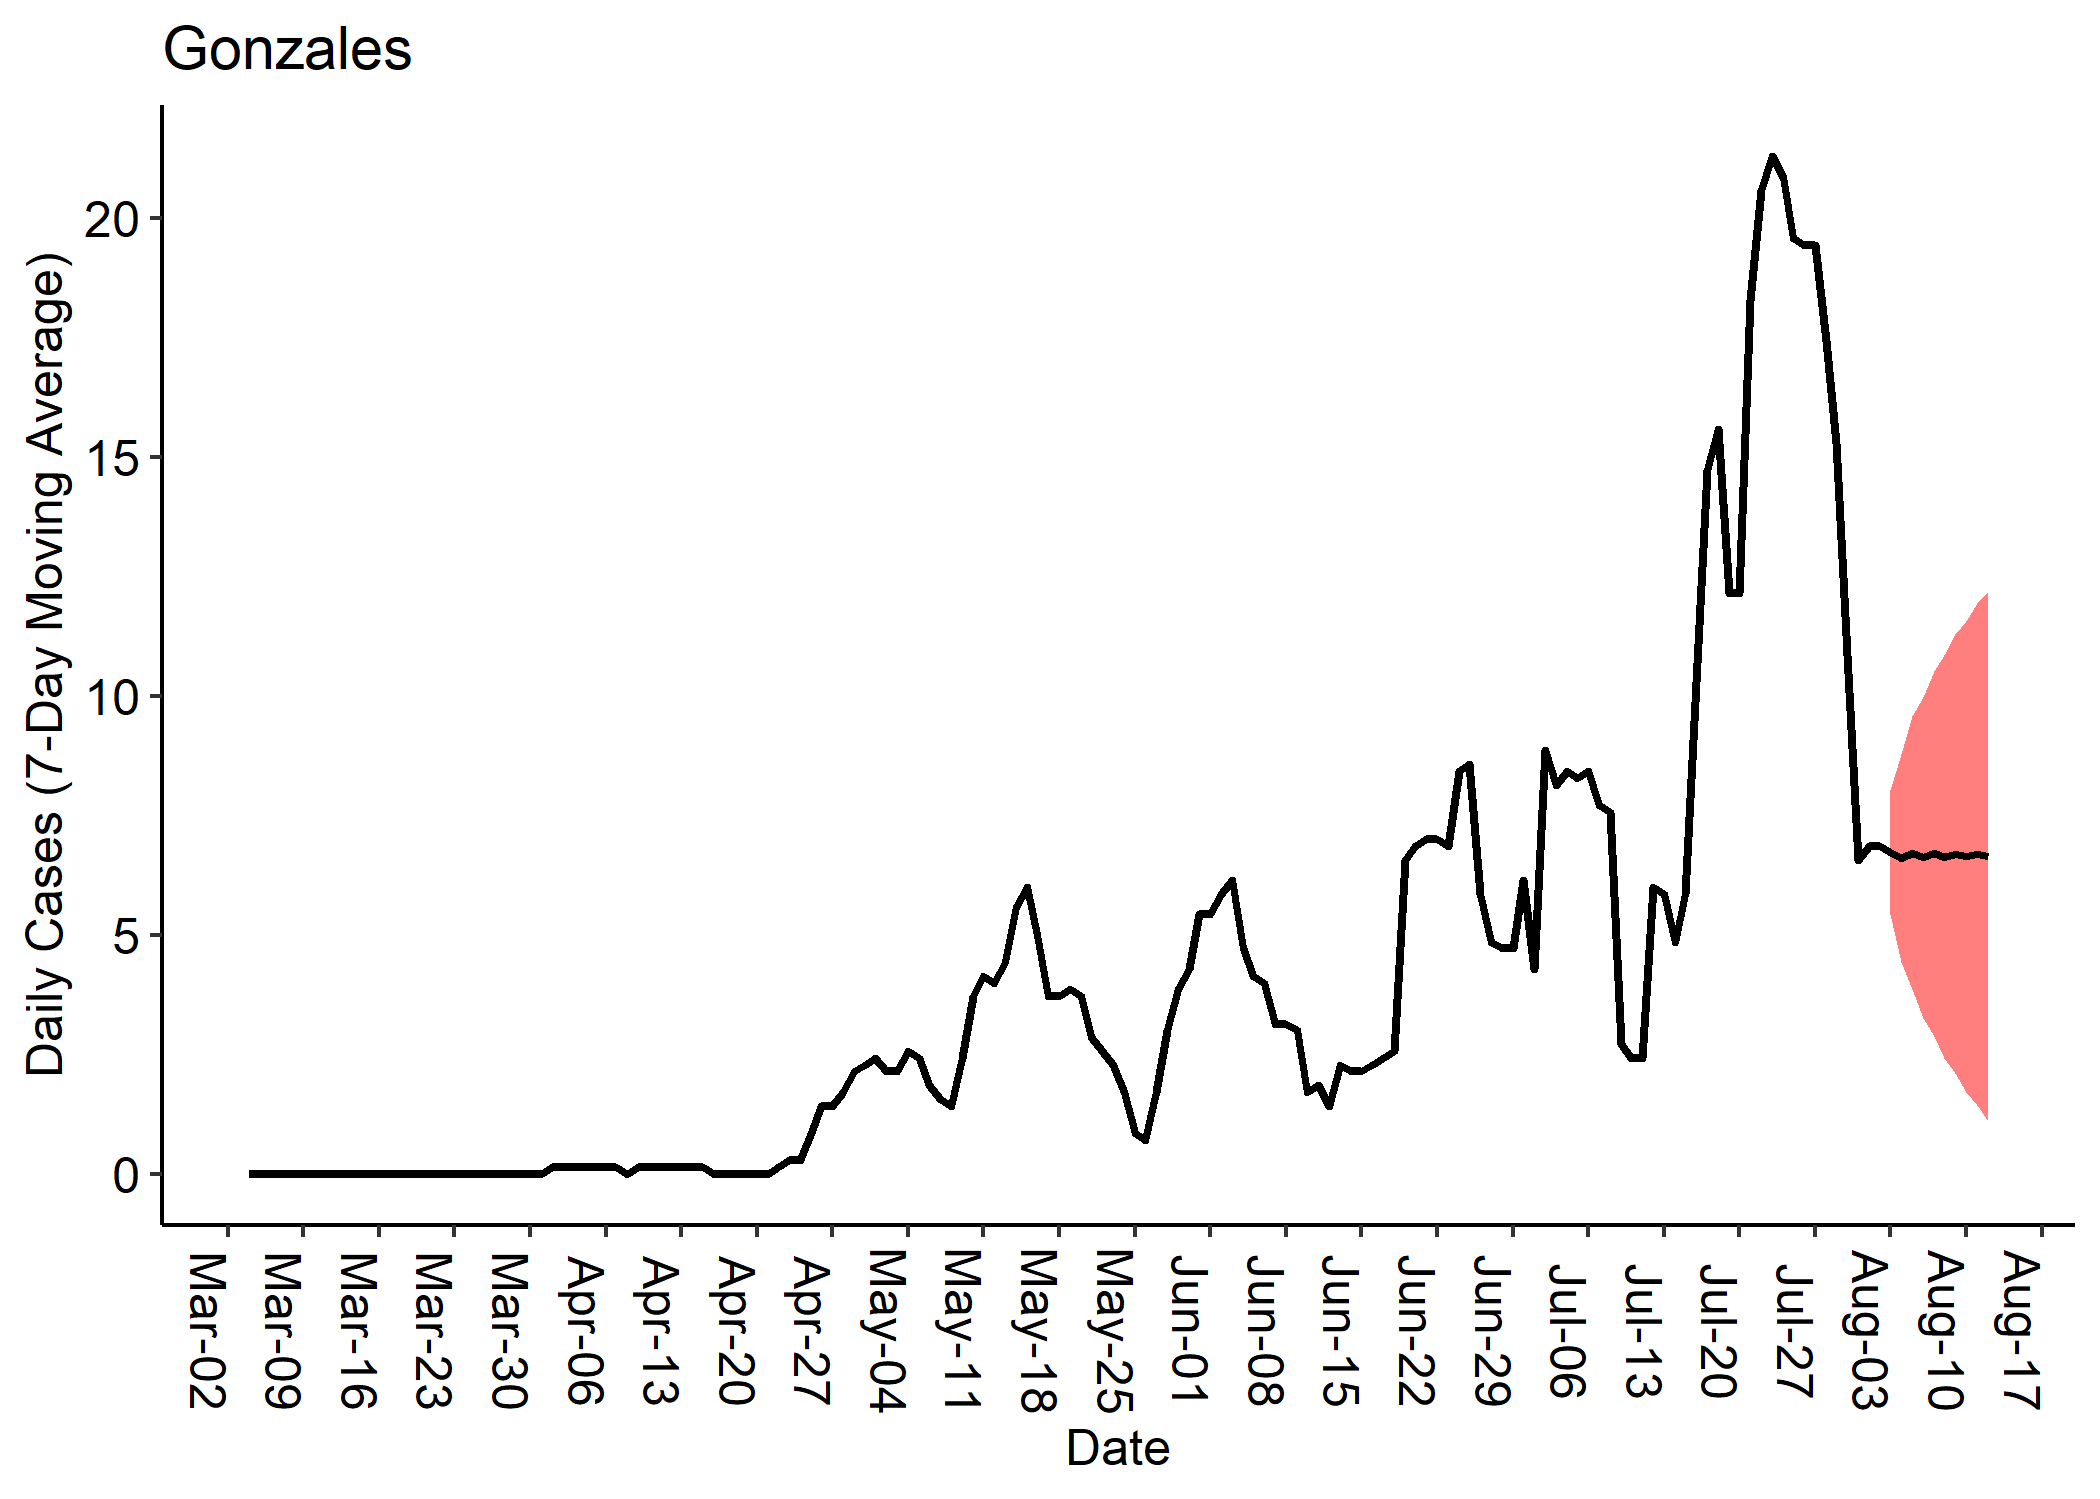 Gonzales
Daily Cases (7-Day Moving Average)
20
15
10
5
0
Mar-02
Mar-09
Mar-16
Mar-23
Mar-30
Apr-06
Apr-13
Apr-20
Apr-27
May-04
May-11
May-18
May-25
Jun-01
Jun-08
Jun-15
Jun-22
Jun-29
Jul-06
Jul-13
Jul-20
Jul-27
Aug-03
Aug-10
Aug-17
Date